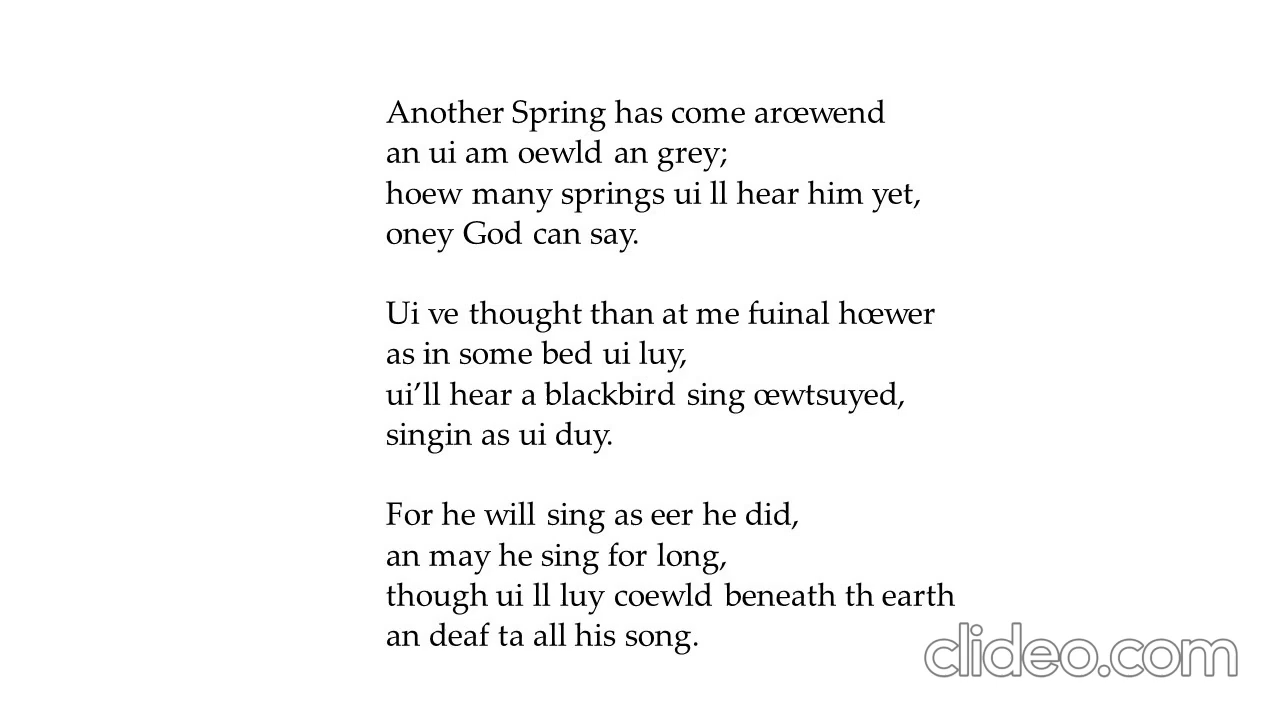 Another Spring has come arœwend
an ui am oewld an grey;
hoew many springs ui ll hear him yet,
oney God can say.
Ui ve thought than at me fuinal hœwer
as in some bed ui luy,
ui’ll hear a blackbird sing œwtsuyed,
singin as ui duy.
For he will sing as eer he did,
an may he sing for long,
though ui ll luy coewld beneath th earth
an deaf ta all his song.
clideo.com